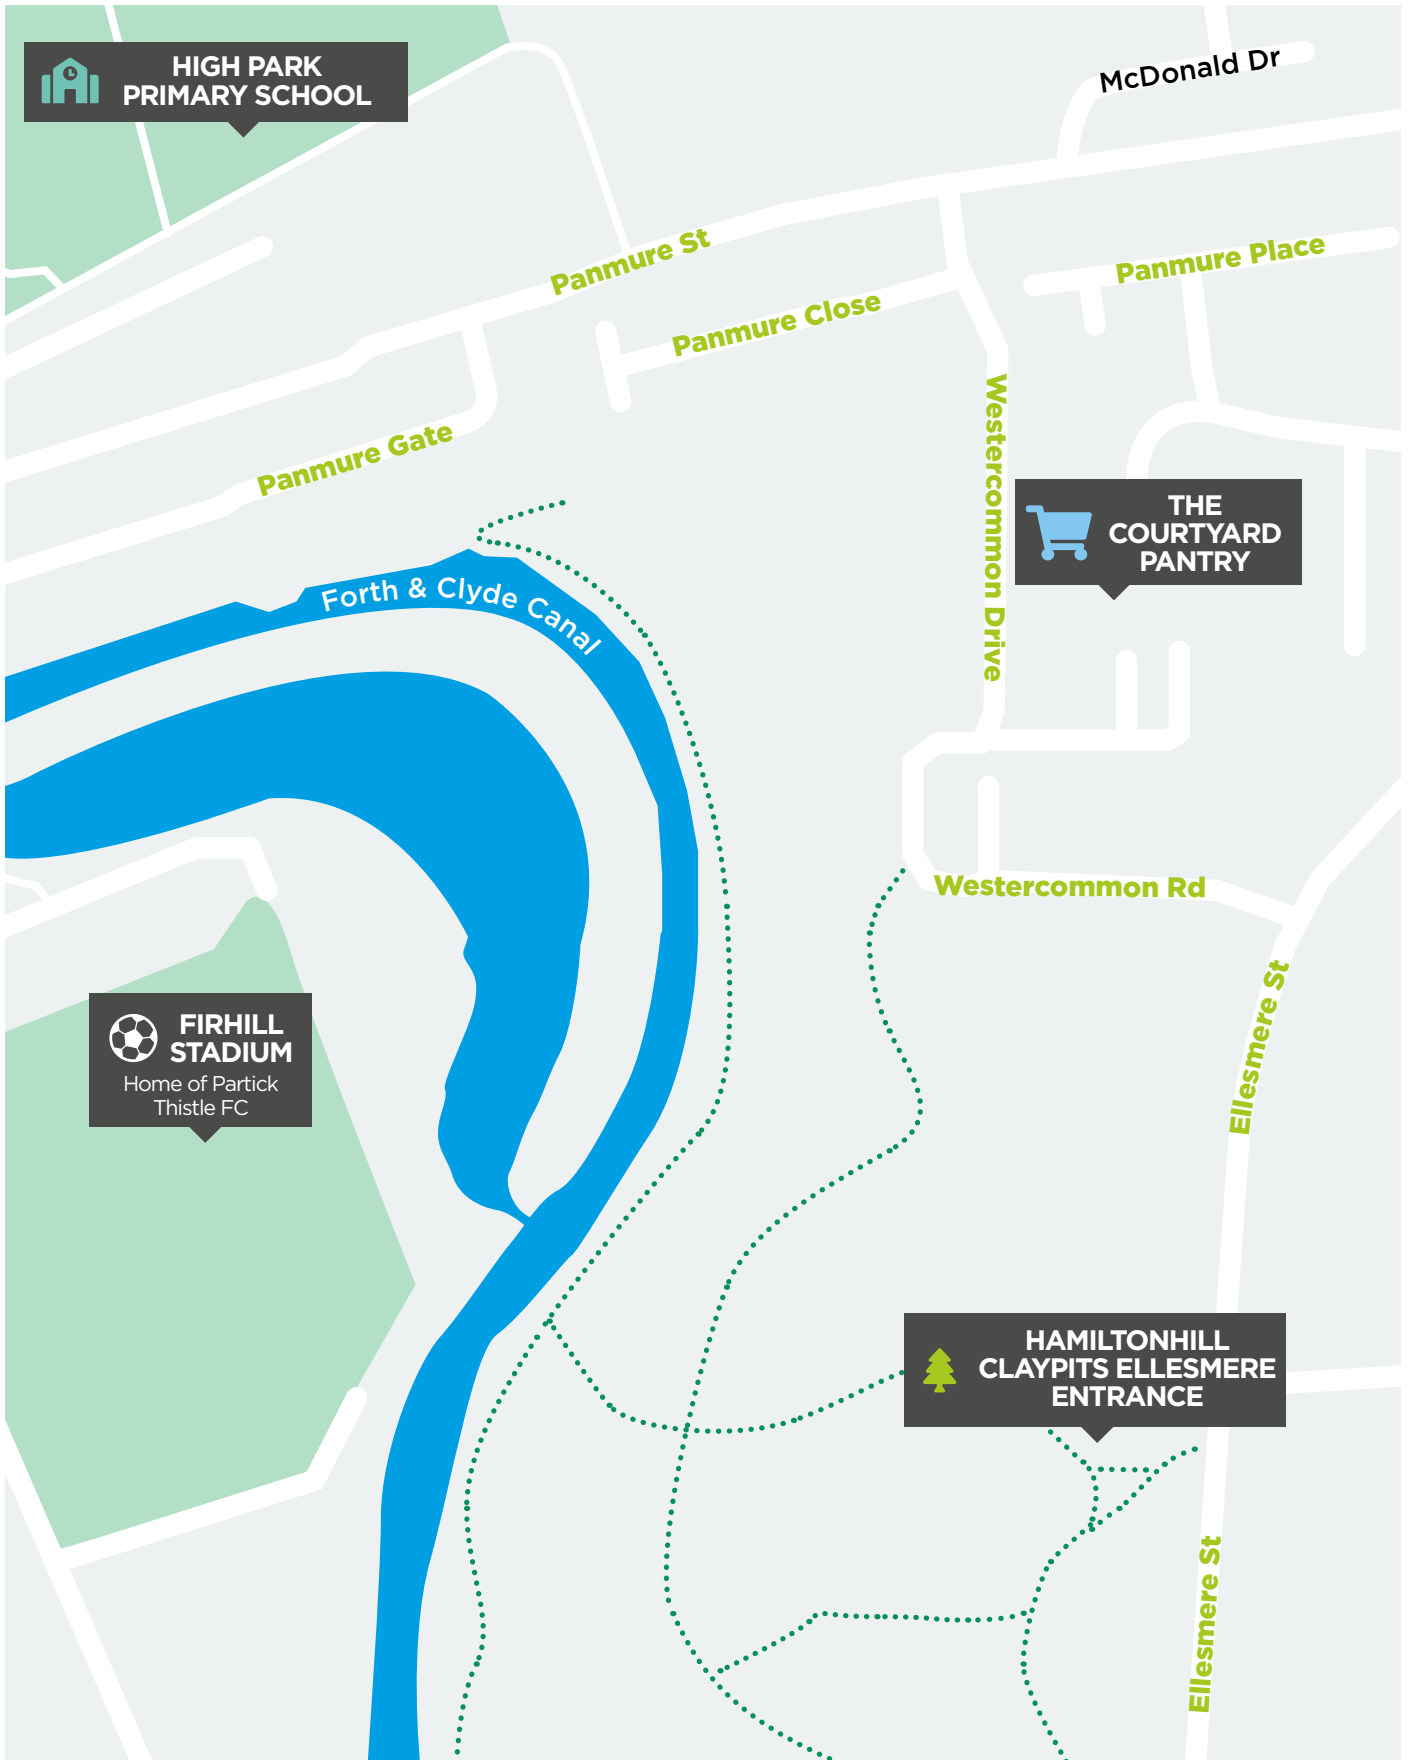 HIGH PARK
PRIMARY SCHOOL
McDonald Dr
Panmure St
Panmure Place
Panmure Close
Panmure Gate
Westercommon Drive
THE
COURTYARD
PANTRY
Forth & Clyde Canal
Westercommon Rd
Ellesmere St
FIRHILL
STADIUM
Home of Partick
Thistle FC
HAMILTONHILL
CLAYPITS ELLESMERE
ENTRANCE
Ellesmere St